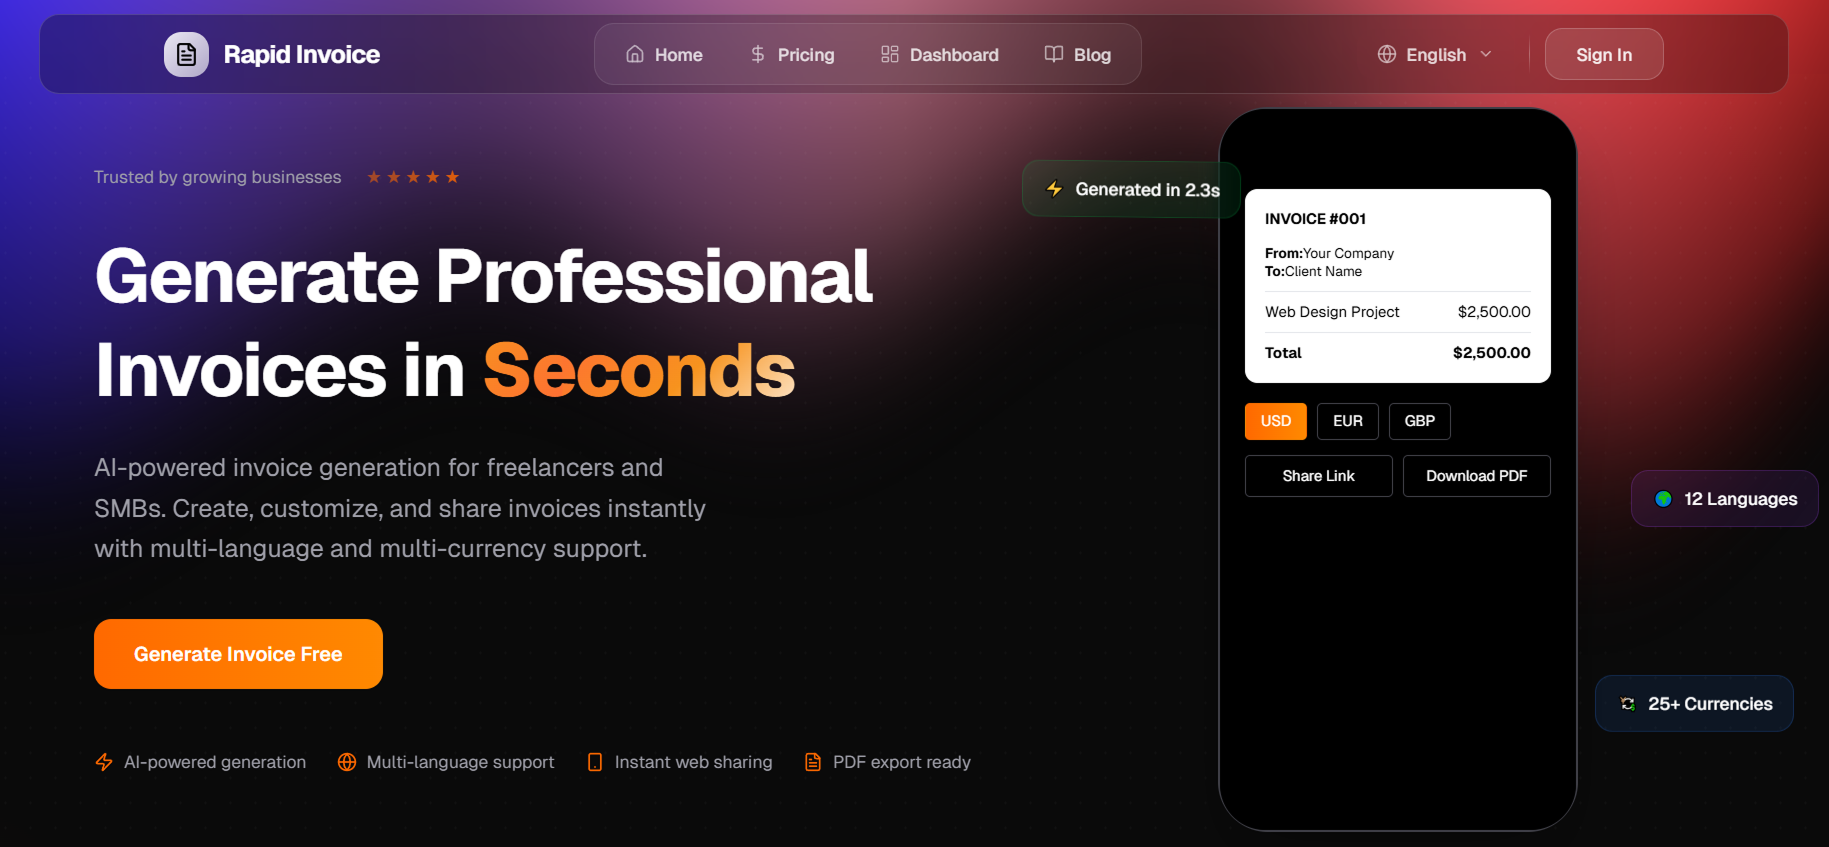 Rapid Invoice
Home
Pricing
Dashboard
Blog
English
Sign In
Trusted by growing businesses
Generate Professional
Invoices in Seconds
AI-powered invoice generation for freelancers and
SMBs. Create, customize, and share invoices instantly
with multi-language and multi-currency support.
Generate Invoice Free
AI-powered generation
Multi-language support
Instant web sharing
PDF export ready
Generated in 2.3s
INVOICE #001
From:Your Company
To:Client Name
Web Design Project $2,500.00
Total $2,500.00
USD EUR GBP
Share Link Download PDF
12 Languages
25+ Currencies